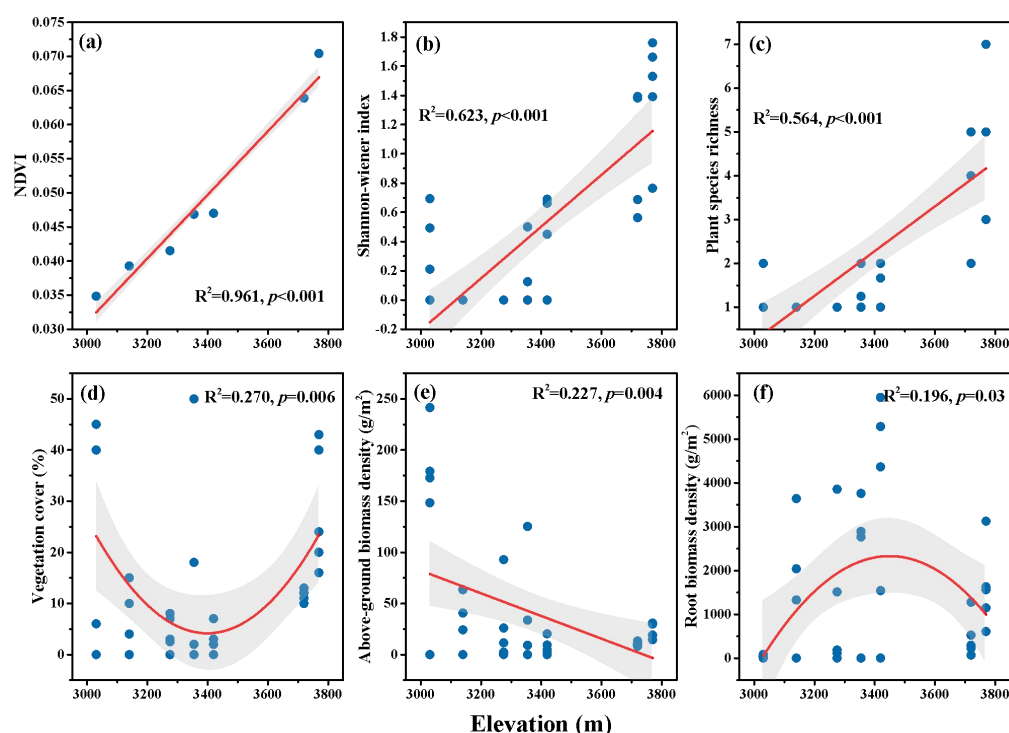 (a)
R²=0.961, p<0.001
NDVI
0.075
0.070
0.065
0.060
0.055
0.050
0.045
0.040
0.035
0.030
3000 3200 3400 3600 3800
(b)
R²=0.623, p<0.001
Shannon-wiener index
1.8
1.6
1.4
1.2
1.0
0.8
0.6
0.4
0.2
0.0
-0.2
3000 3200 3400 3600 3800
(c)
R²=0.564, p<0.001
Plant species richness
7
6
5
4
3
2
1
3000 3200 3400 3600 3800
(d)
R²=0.270, p=0.006
Vegetation cover (%)
50
40
30
20
10
0
3000 3200 3400 3600 3800
(e)
R²=0.227, p=0.004
Above-ground biomass density (g/m²)
250
200
150
100
50
0
3000 3200 3400 3600 3800
(f)
R²=0.196, p=0.03
Root biomass density (g/m²)
6000
5000
4000
3000
2000
1000
0
3000 3200 3400 3600 3800
Elevation (m)